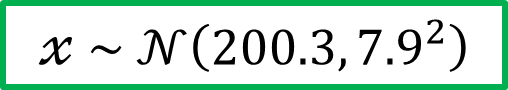 𝑥 ~ 𝒩(200.3, 7.9²)